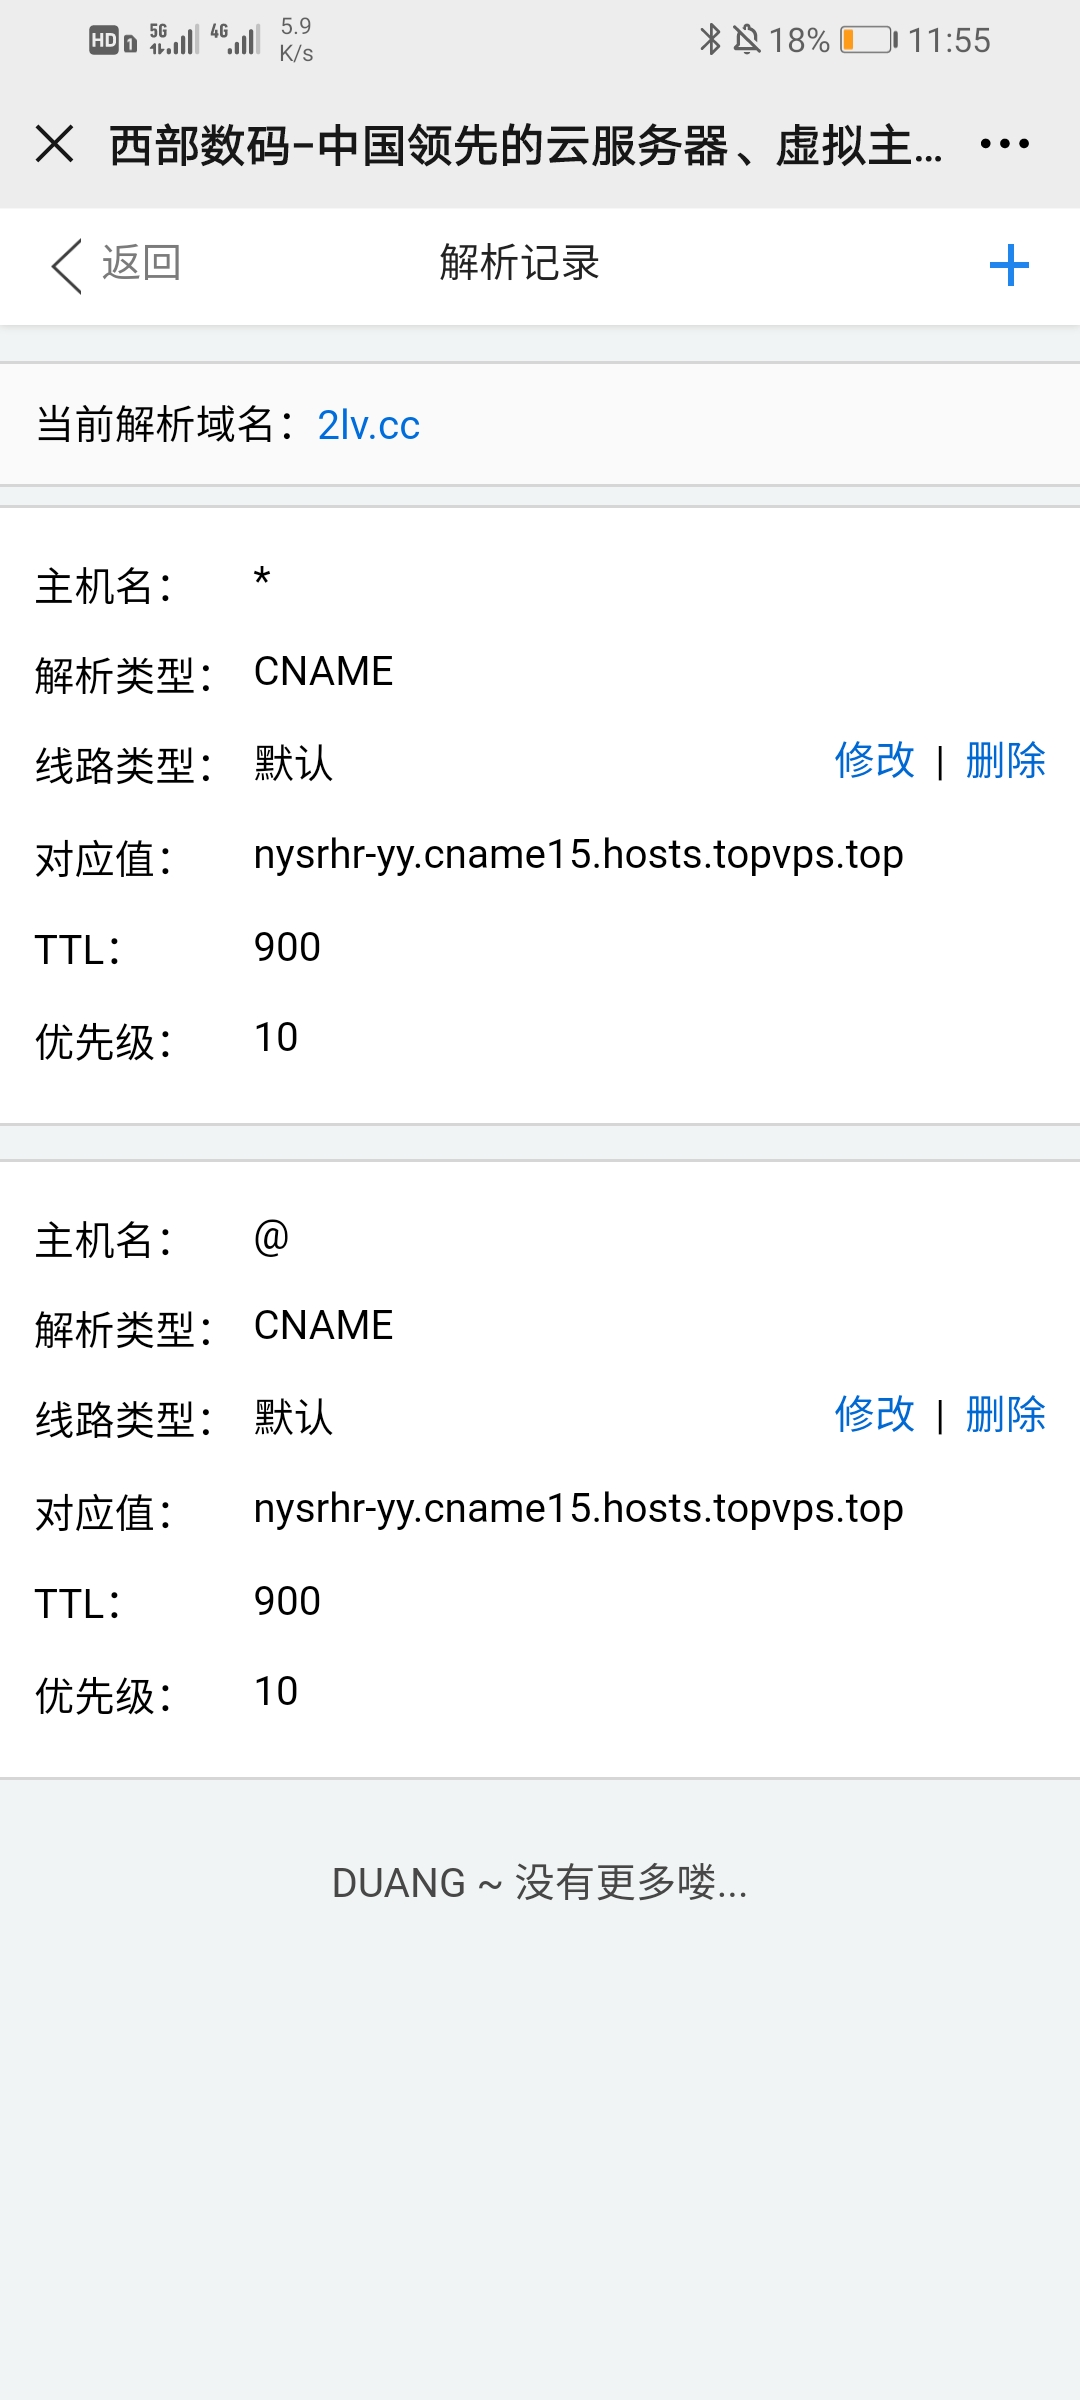 HD 1 5G 4G 5.9 K/s 18% 11:55
西部数码-中国领先的云服务器、虚拟主... 
返回 解析记录 +
当前解析域名：2lv.cc
主机名： *
解析类型： CNAME
线路类型： 默认 修改 | 删除
对应值： nysrhr-yy.cname15.hosts.topvps.top
TTL： 900
优先级： 10
主机名： @
解析类型： CNAME
线路类型： 默认 修改 | 删除
对应值： nysrhr-yy.cname15.hosts.topvps.top
TTL： 900
优先级： 10
DUANG ~ 没有更多喽...